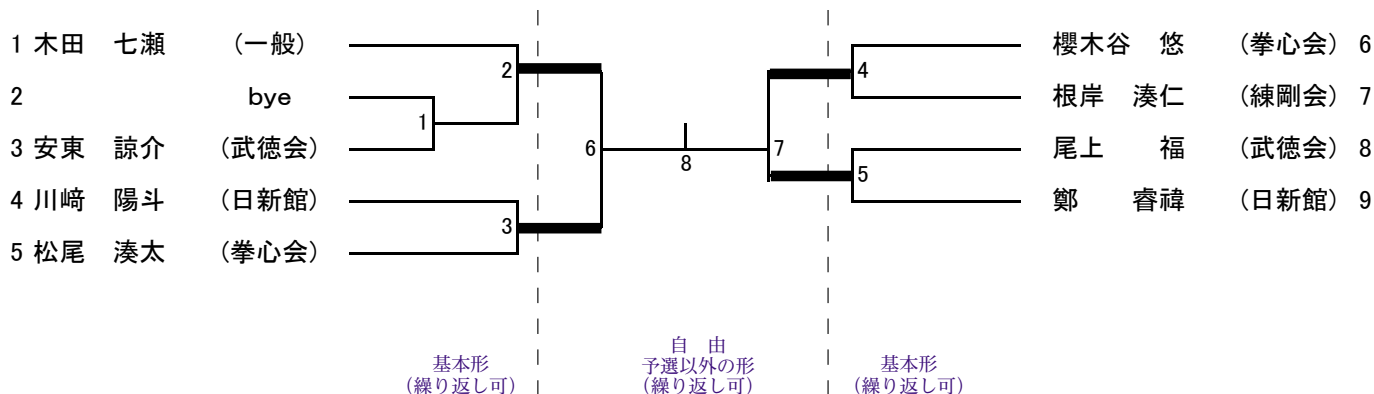 1 木田　七瀬　（一般）
2　bye
3 安東　諒介　（武徳会）
4 川﨑　陽斗　（日新館）
5 松尾　湊太　（拳心会）
2
1
3
6
8
7
4
5
櫻木谷　悠　（拳心会） 6
根岸　湊仁　（練剛会） 7
尾上　福　（武徳会） 8
鄭　睿禕　（日新館） 9
基本形
（繰り返し可）
自　由
予選以外の形
（繰り返し可）
基本形
（繰り返し可）